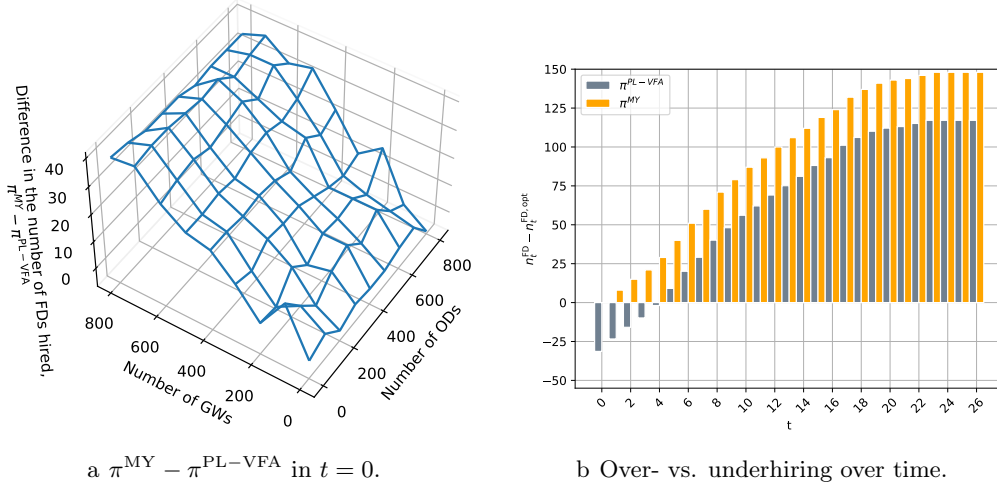 Difference in the number of FDs hired,
π^MY − π^PL−VFA
40
30
20
10
0
800
600
400
200
0
Number of GWs
0
200
400
600
800
Number of ODs
a π^MY − π^PL−VFA in t = 0.
150
125
100
75
50
25
0
−25
−50
n_t^FD − n_t^FD, opt
π^PL−VFA
π^MY
0 2 4 6 8 10 12 14 16 18 20 22 24 26
t
b Over- vs. underhiring over time.